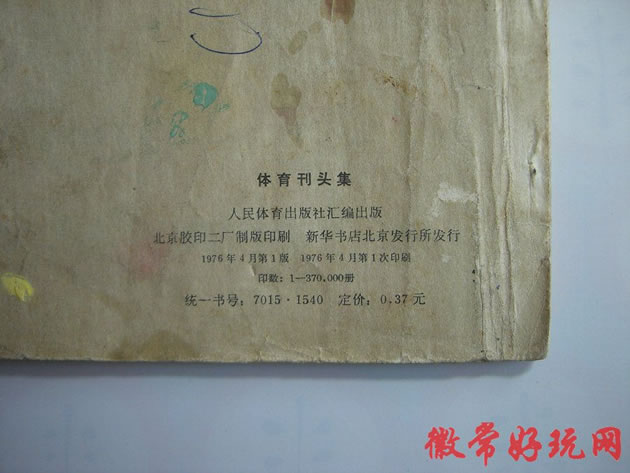 体育刊头集
人民体育出版社汇编出版
北京胶印二厂制版印刷 新华书店北京发行所发行
1976年4月第1版 1976年4月第1次印刷
印数：1—370,000册
统一书号：7015·1540 定价：0.37元
徽常好玩网